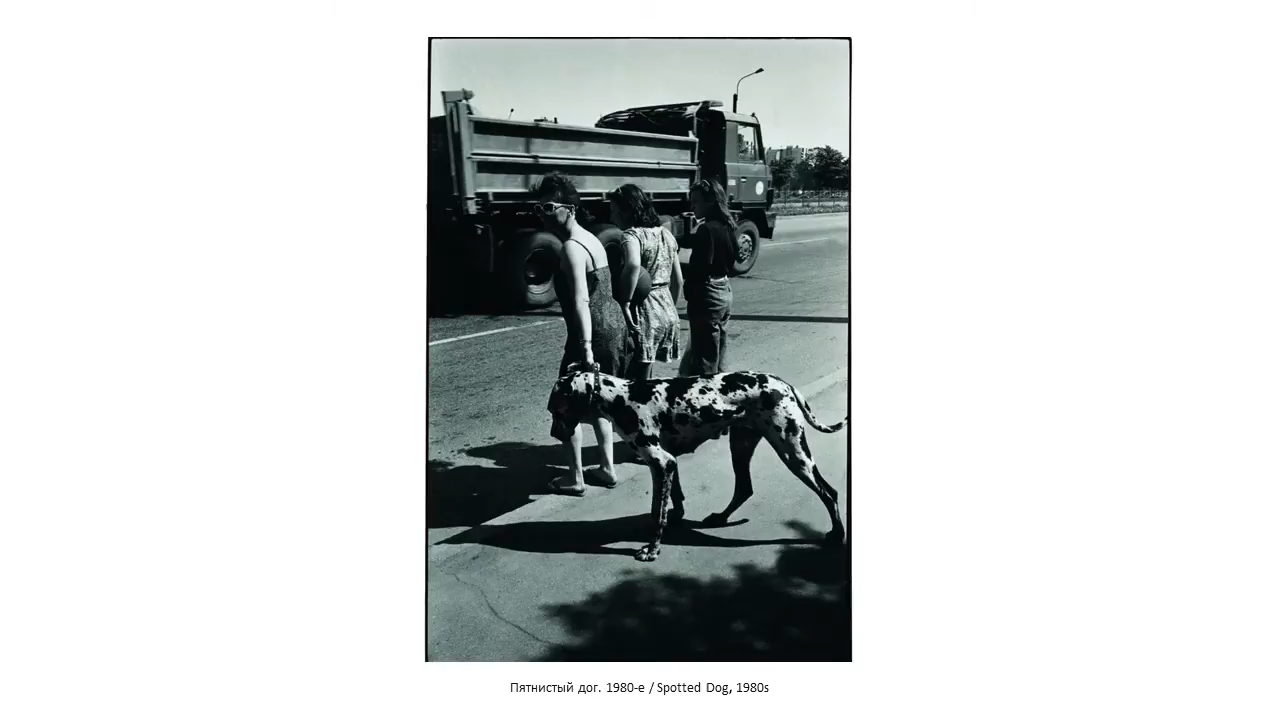 Пятнистый дог. 1980-е / Spotted Dog, 1980s